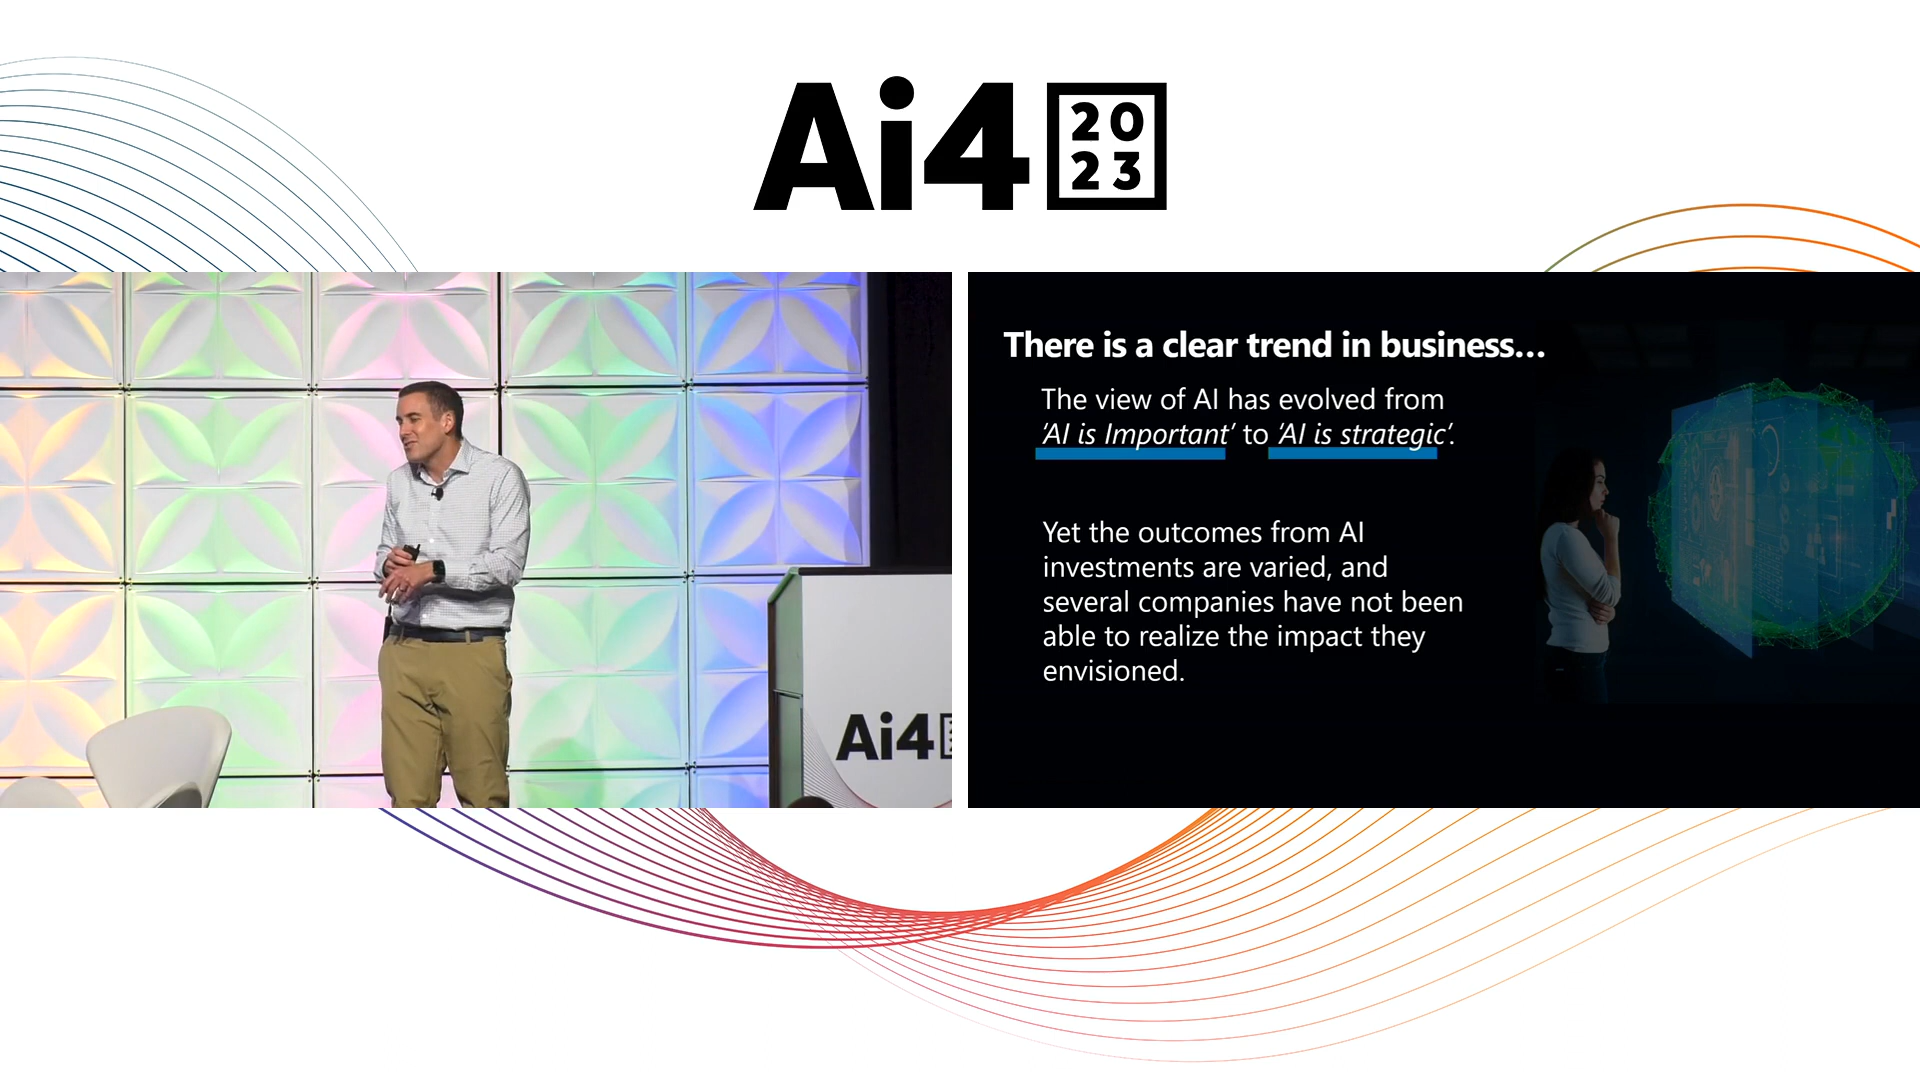 Ai4 20
23
There is a clear trend in business...
The view of AI has evolved from
'AI is Important' to 'AI is strategic'.
Yet the outcomes from AI
investments are varied, and
several companies have not been
able to realize the impact they
envisioned.
Ai4